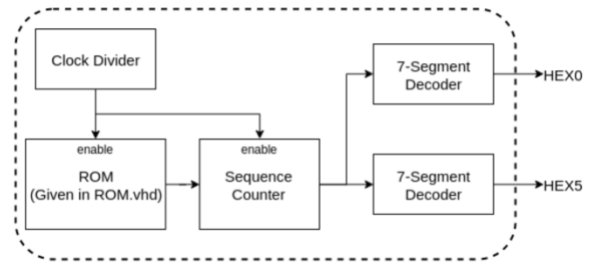 Clock Divider
7-Segment
Decoder
HEX0
enable
ROM
(Given in ROM.vhd)
enable
Sequence
Counter
7-Segment
Decoder
HEX5